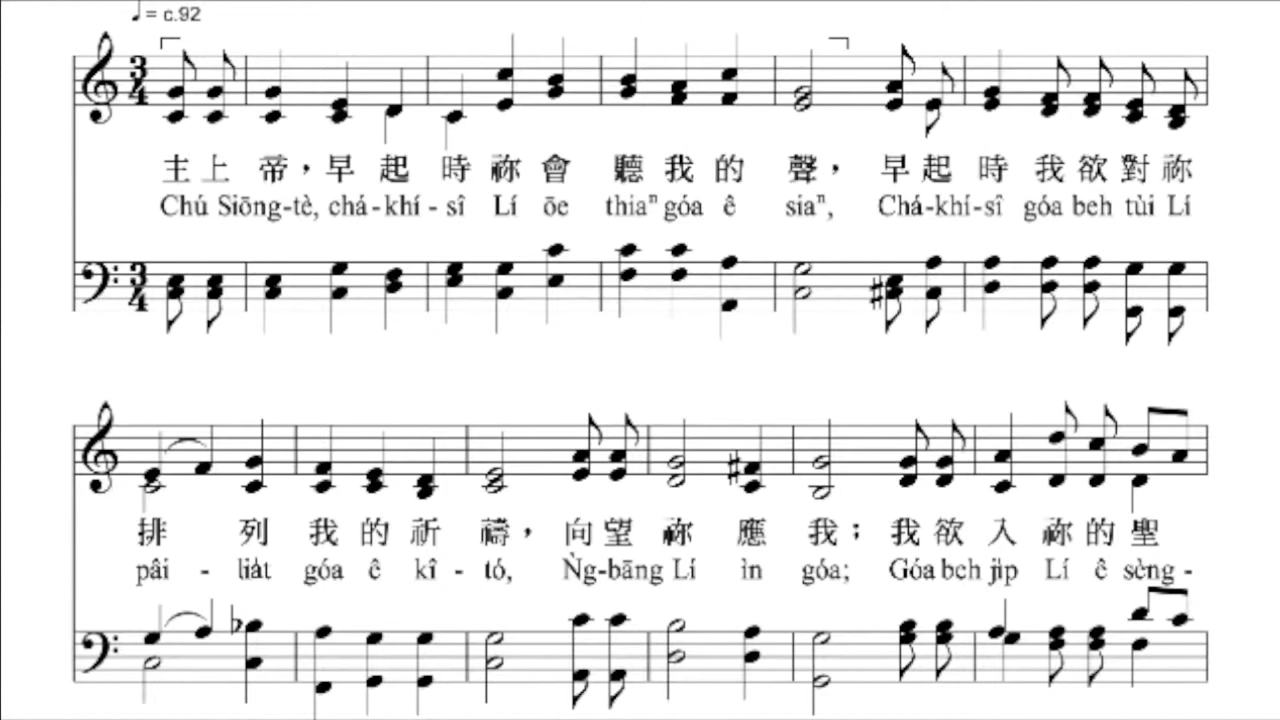 ♩ = c.92
主上帝，早起時祢會聽我的聲，早起時我欲對祢
Chú Siōng-tè, chá-khí-sî Lí ōe thiaⁿ góa ê siaⁿ, Chá-khí-sî góa beh tùi Lí
排列我的祈禱，向望祢應我；我欲入祢的聖
pâi-lia̍t góa ê kî-tó, Ǹg-bāng Lí ìn góa; Góa beh ji̍p Lí ê sèng-